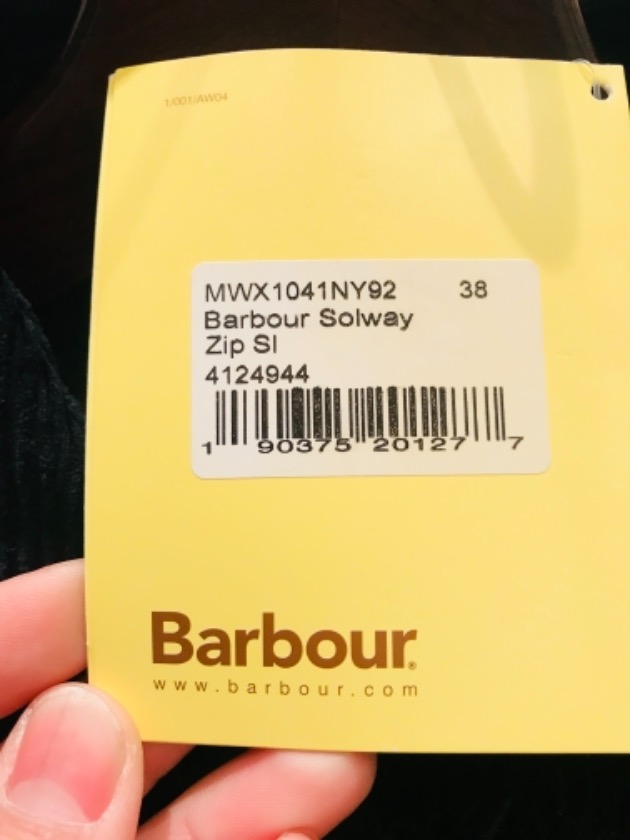 1/001/AW04
MWX1041NY92 38
Barbour Solway
Zip Sl
4124944
1 90375 20127 7
Barbour®
www.barbour.com